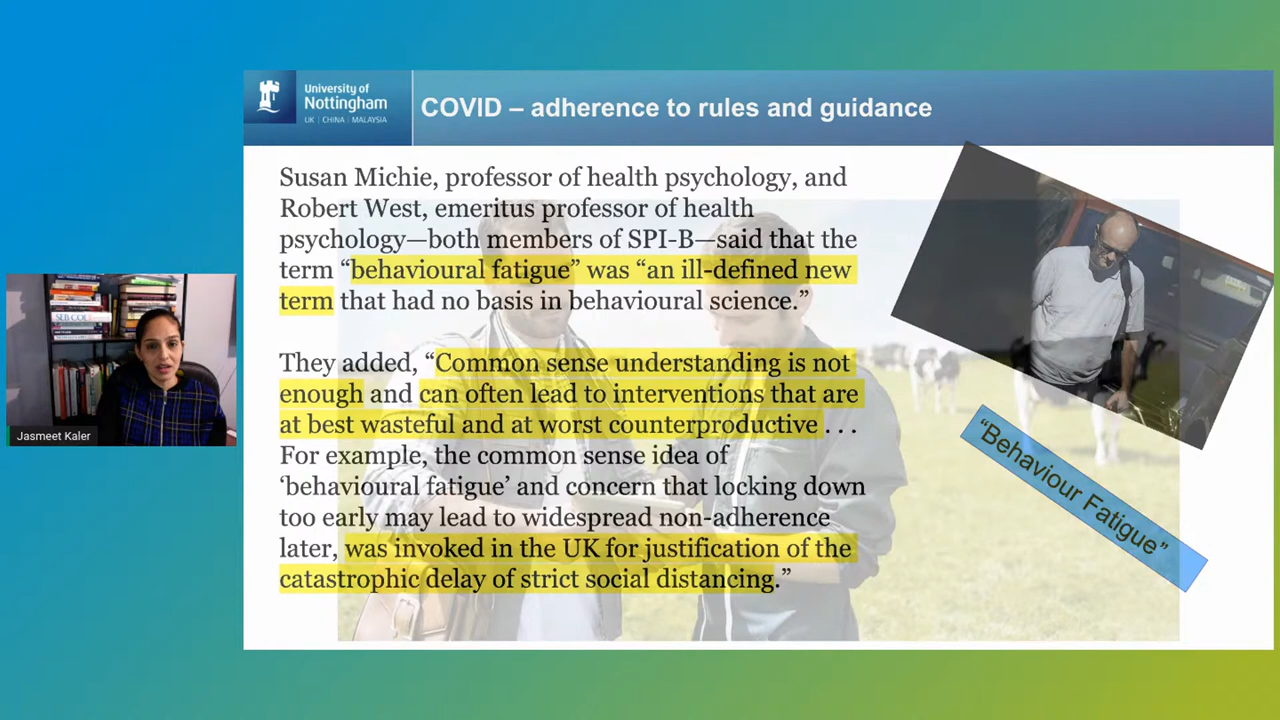 University of
Nottingham
UK | CHINA | MALAYSIA
COVID – adherence to rules and guidance
Susan Michie, professor of health psychology, and
Robert West, emeritus professor of health
psychology—both members of SPI-B—said that the
term “behavioural fatigue” was “an ill-defined new
term that had no basis in behavioural science.”
They added, “Common sense understanding is not
enough and can often lead to interventions that are
at best wasteful and at worst counterproductive . . .
For example, the common sense idea of
‘behavioural fatigue’ and concern that locking down
too early may lead to widespread non-adherence
later, was invoked in the UK for justification of the
catastrophic delay of strict social distancing.”
“Behaviour Fatigue”
Jasmeet Kaler